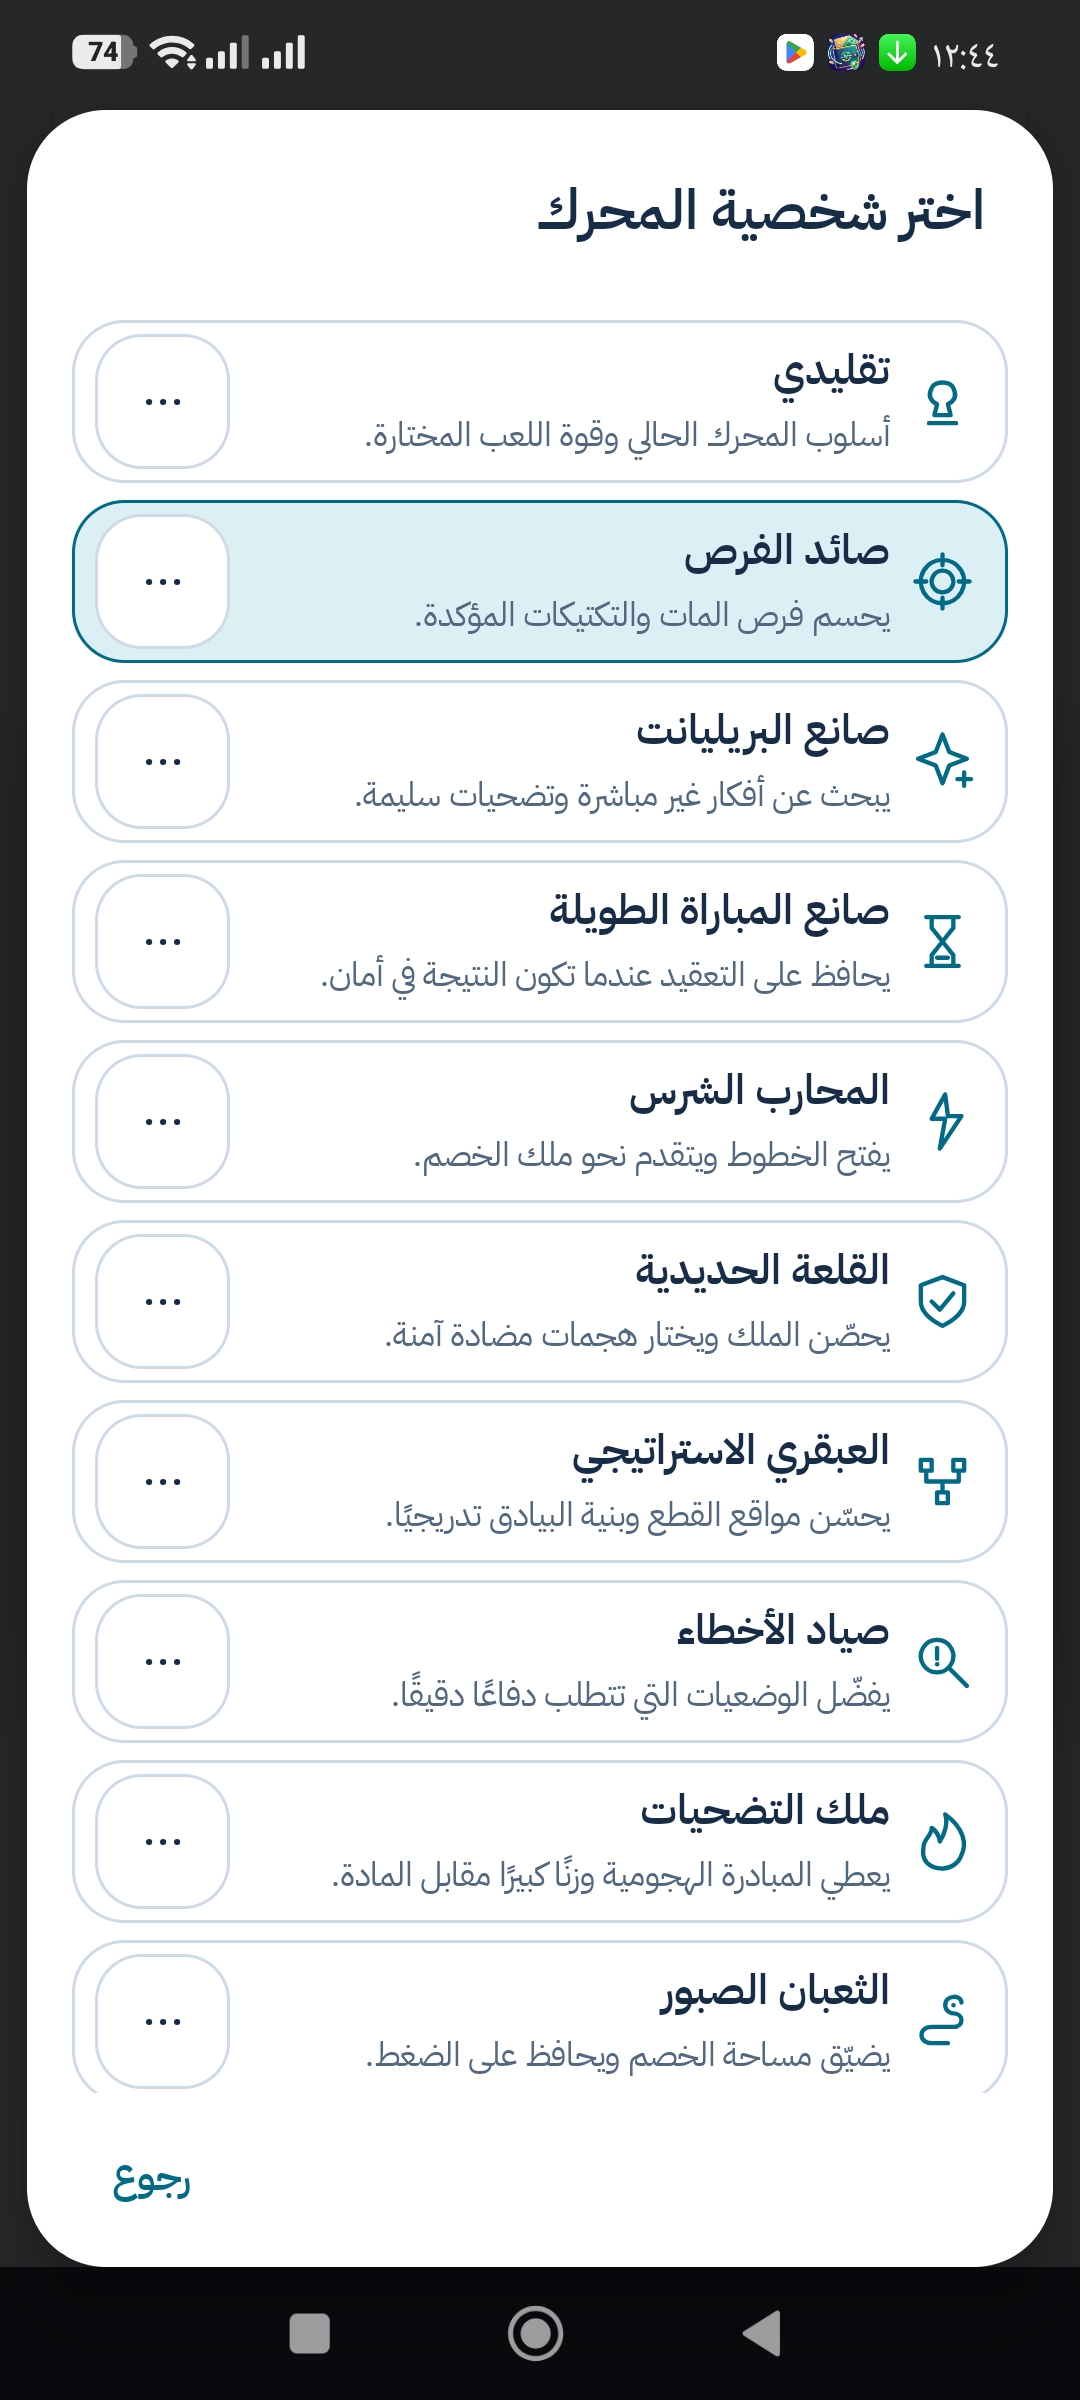 74
١٢:٤٤
اختر شخصية المحرك
تقليدي
أسلوب المحرك الحالي وقوة اللعب المختارة.
صائد الفرص
يحسم فرص المات والتكتيكات المؤكدة.
صانع البريليانت
يبحث عن أفكار غير مباشرة وتضحيات سليمة.
صانع المباراة الطويلة
يحافظ على التعقيد عندما تكون النتيجة في أمان.
المحارب الشرس
يفتح الخطوط ويتقدم نحو ملك الخصم.
القلعة الحديدية
يحصّن الملك ويختار هجمات مضادة آمنة.
العبقري الاستراتيجي
يحسّن مواقع القطع وبنية البيادق تدريجيًا.
صياد الأخطاء
يفضّل الوضعيات التي تتطلب دفاعًا دقيقًا.
ملك التضحيات
يعطي المبادرة الهجومية وزنًا كبيرًا مقابل المادة.
الثعبان الصبور
يضيّق مساحة الخصم ويحافظ على الضغط.
رجوع